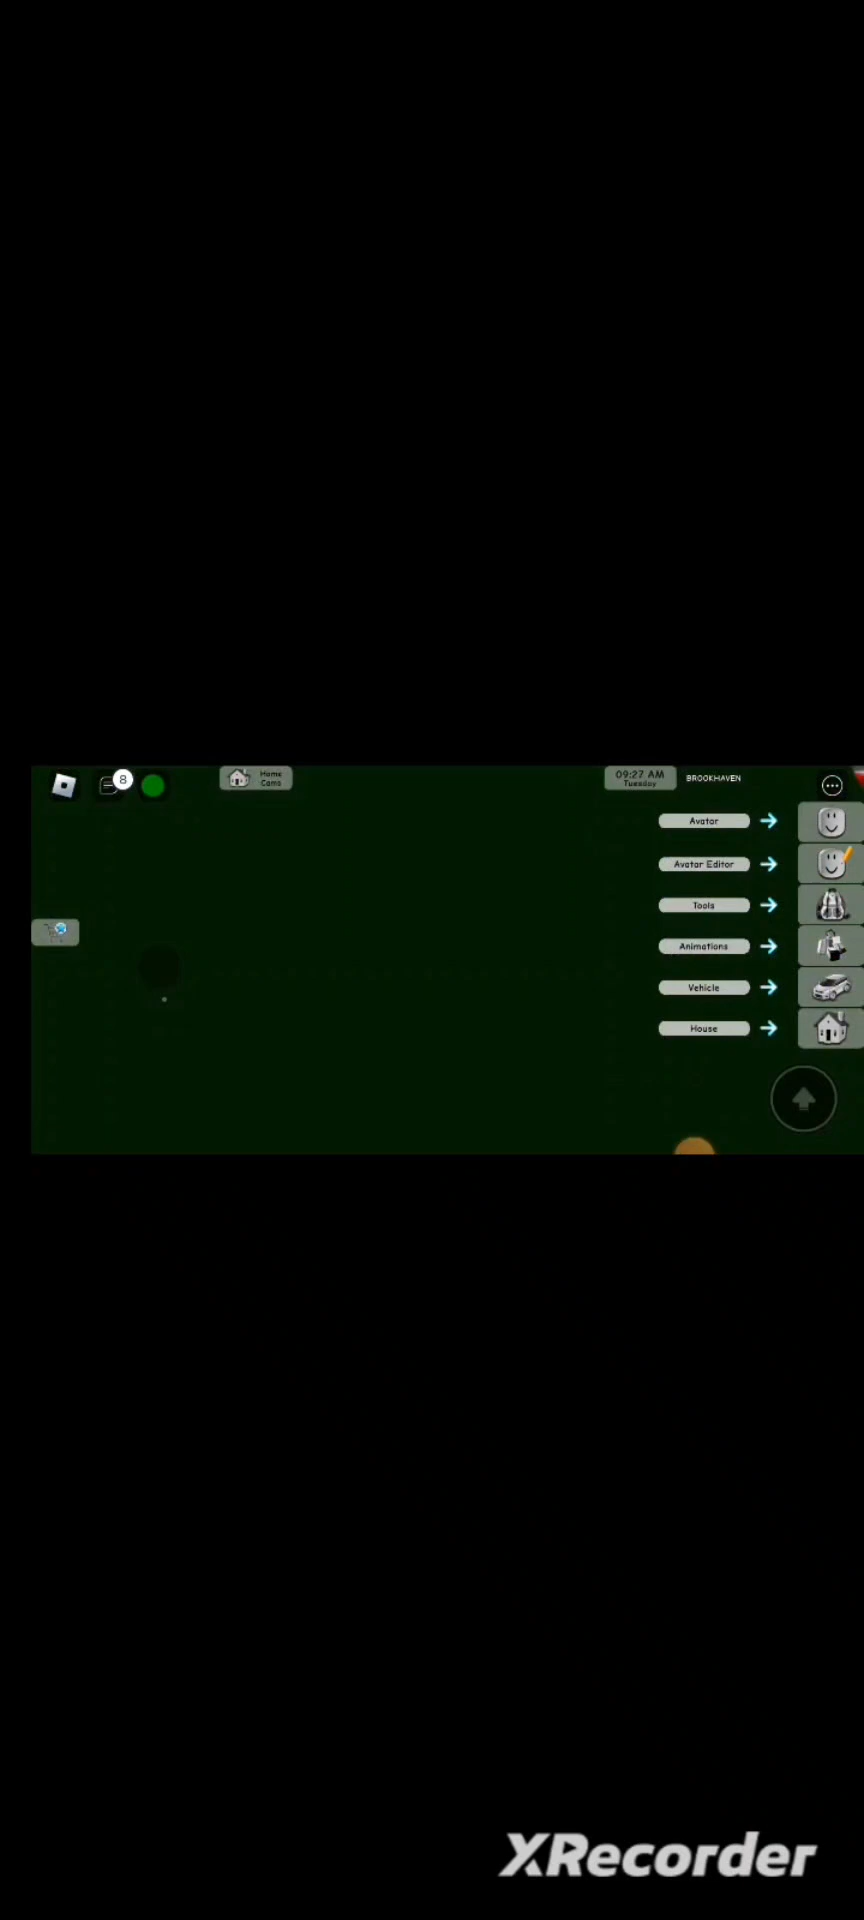 8
Home
Cams
09:27 AM
Tuesday
BROOKHAVEN
Avatar
Avatar Editor
Tools
Animations
Vehicle
House
XRecorder